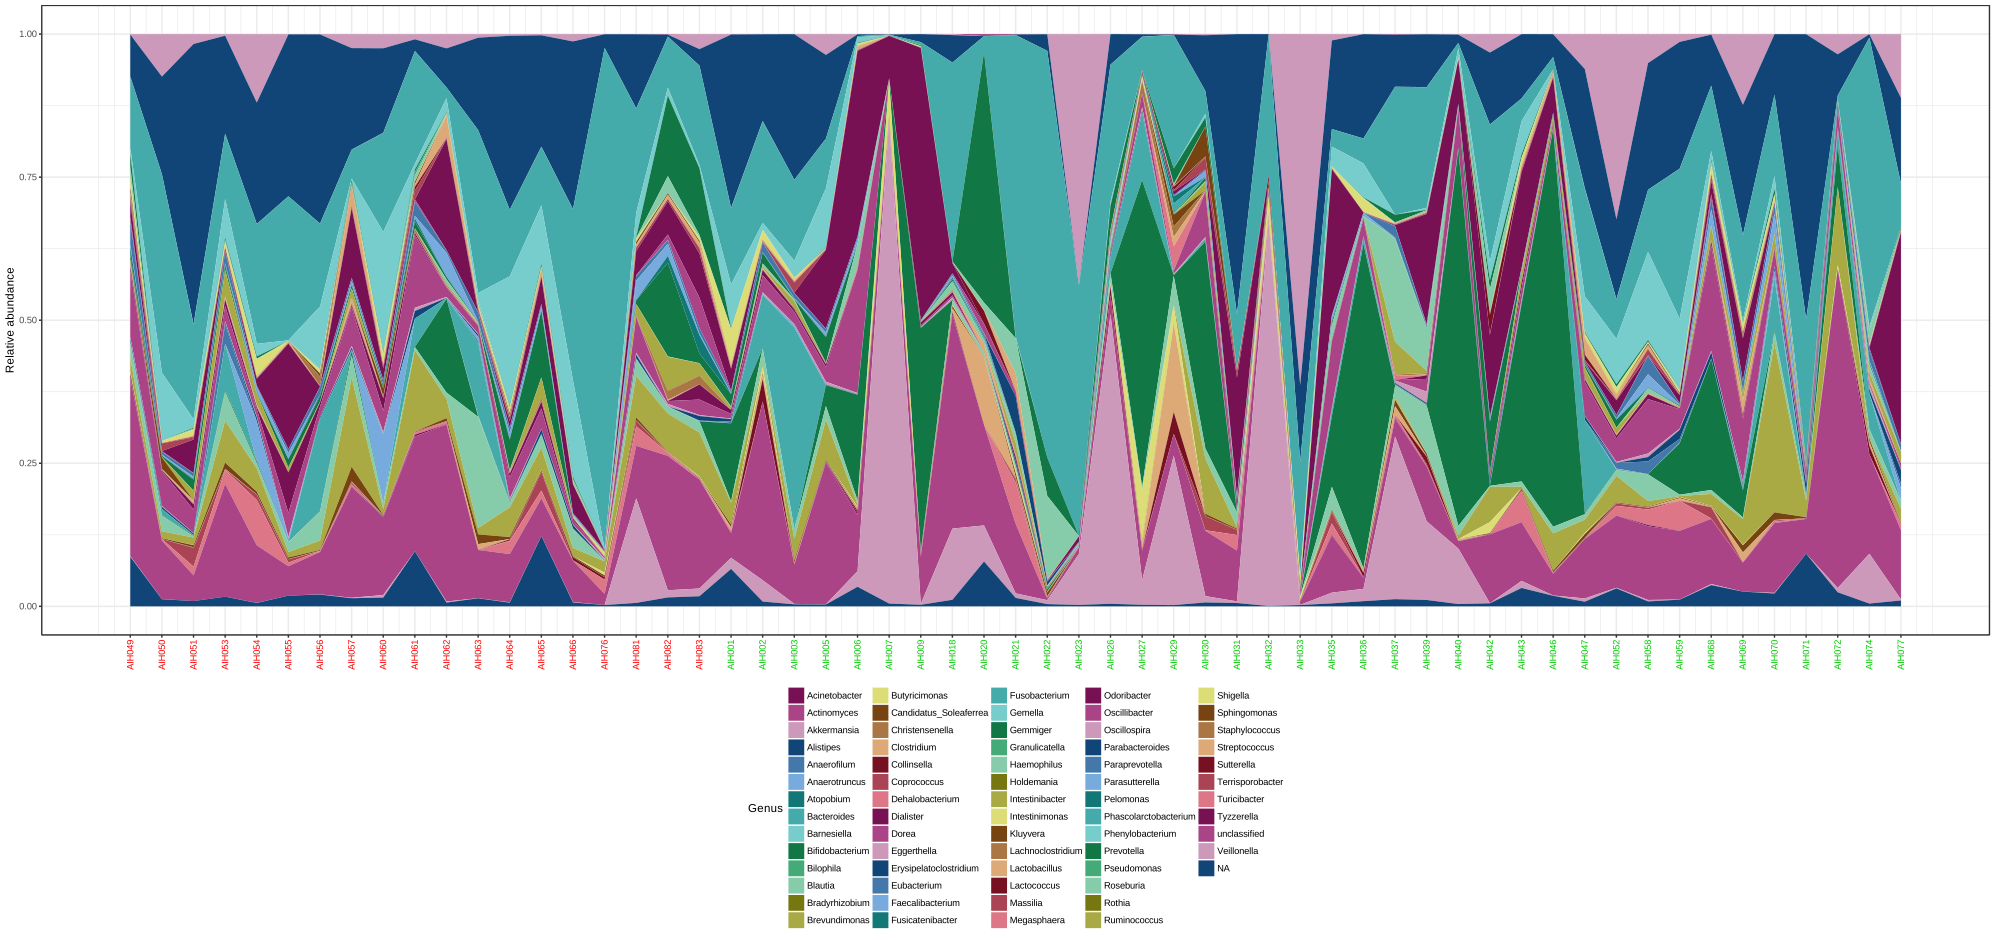 1.00
0.75
0.50
0.25
0.00
Relative abundance
AIH049 AIH050 AIH051 AIH053 AIH054 AIH055 AIH056 AIH057 AIH060 AIH061 AIH062 AIH063 AIH064 AIH065 AIH066 AIH076 AIH081 AIH082 AIH083 AIH001 AIH002 AIH003 AIH005 AIH006 AIH007 AIH009 AIH018 AIH020 AIH021 AIH022 AIH023 AIH026 AIH027 AIH029 AIH030 AIH031 AIH032 AIH033 AIH035 AIH036 AIH037 AIH039 AIH040 AIH042 AIH043 AIH046 AIH047 AIH052 AIH058 AIH059 AIH068 AIH069 AIH070 AIH071 AIH072 AIH074 AIH077
Genus
Acinetobacter Butyricimonas Fusobacterium Odoribacter Shigella
Actinomyces Candidatus_Soleaferrea Gemella Oscillibacter Sphingomonas
Akkermansia Christensenella Gemmiger Oscillospira Staphylococcus
Alistipes Clostridium Granulicatella Parabacteroides Streptococcus
Anaerofilum Collinsella Haemophilus Paraprevotella Sutterella
Anaerotruncus Coprococcus Holdemania Parasutterella Terrisporobacter
Atopobium Dehalobacterium Intestinibacter Pelomonas Turicibacter
Bacteroides Dialister Intestinimonas Phascolarctobacterium Tyzzerella
Barnesiella Dorea Kluyvera Phenylobacterium unclassified
Bifidobacterium Eggerthella Lachnoclostridium Prevotella Veillonella
Bilophila Erysipelatoclostridium Lactobacillus Pseudomonas NA
Blautia Eubacterium Lactococcus Roseburia
Bradyrhizobium Faecalibacterium Massilia Rothia
Brevundimonas Fusicatenibacter Megasphaera Ruminococcus